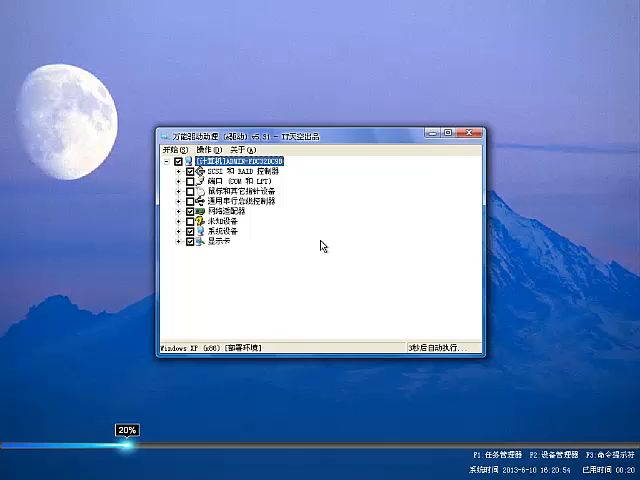 万能驱动助理 (e驱动) v5.31 - IT天空出品
开始(S) 操作(O) 关于(A)
[计算机]ADMIN-
SCSI 和 RAID 控制器
端口 (COM 和 LPT)
鼠标和其它指针设备
通用串行总线控制器
网络适配器
未知设备
系统设备
显示卡
Windows XP (x86) [部署环境]
3秒后自动执行...
20%
F1:任务管理器 F2:设备管理器 F3:命令提示符
系统时间 2013-6-10 16:20:54 已用时间 00:20